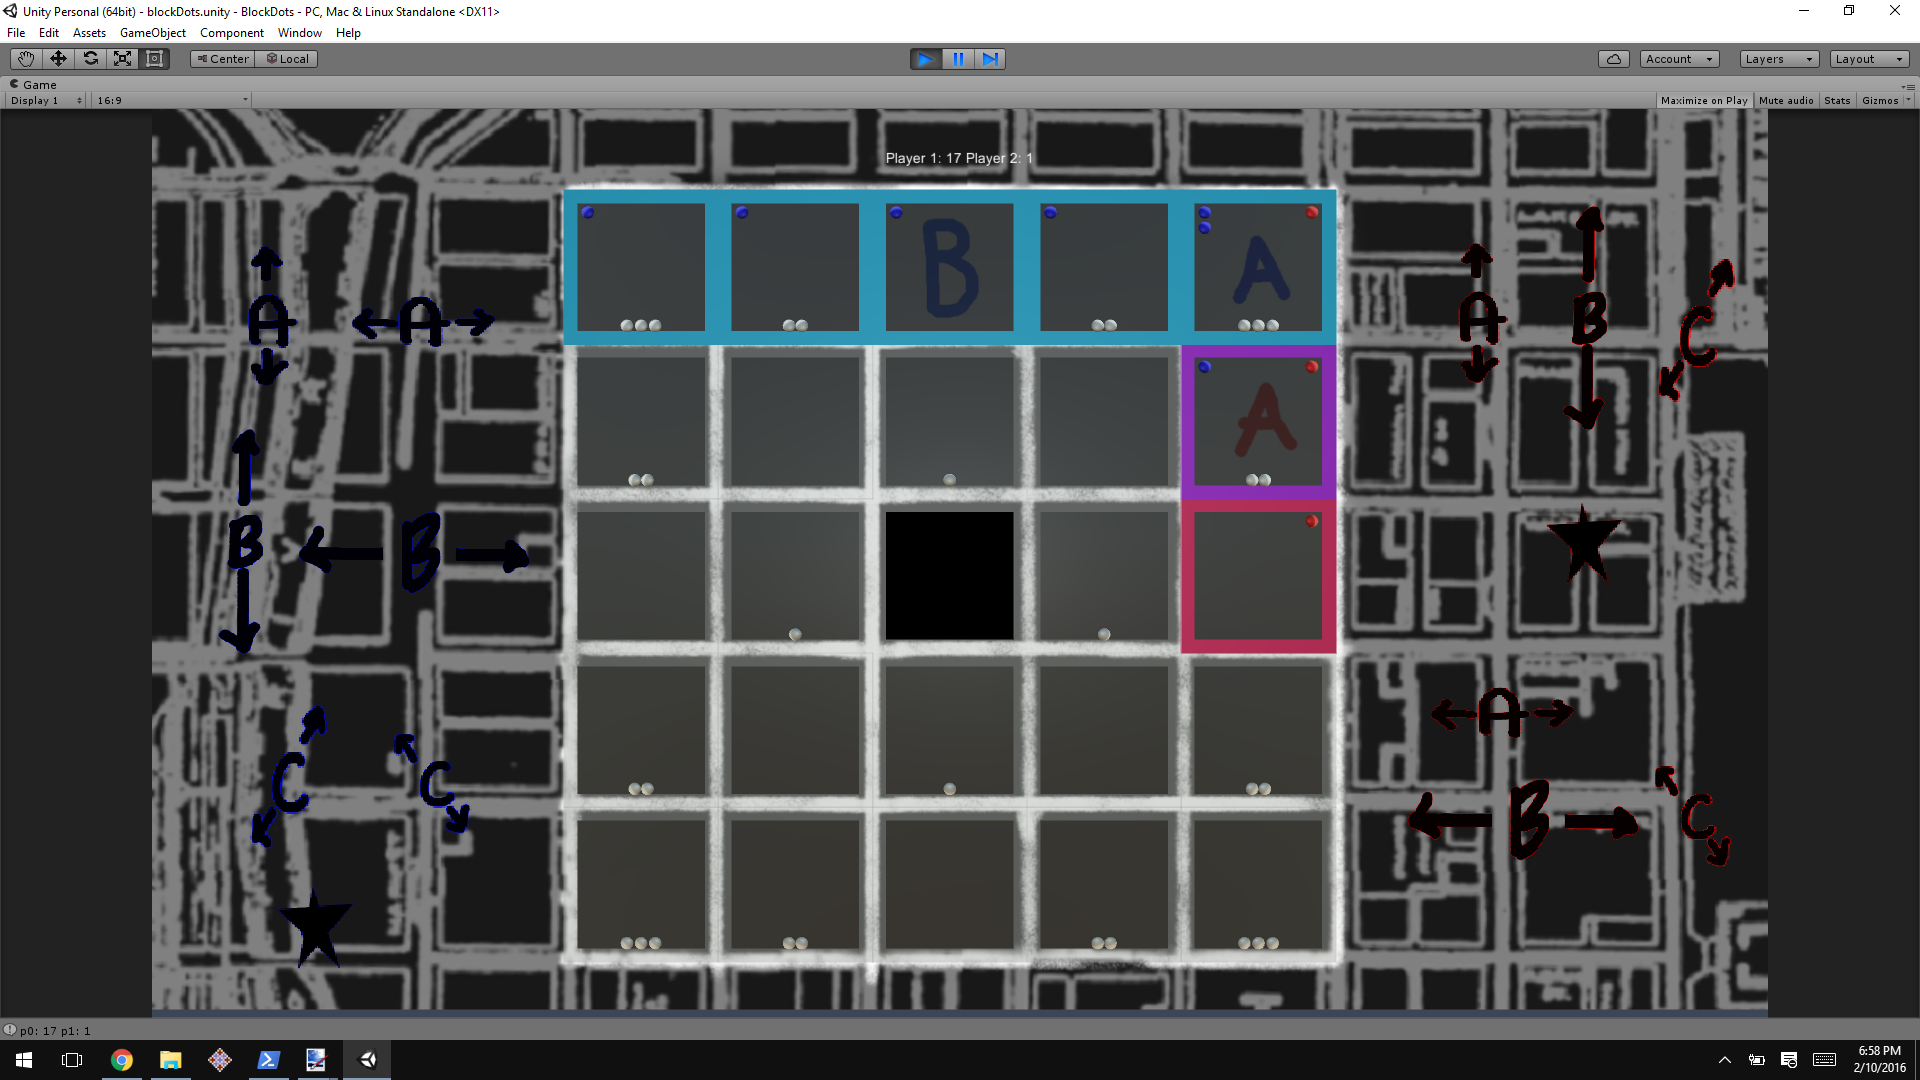 Unity Personal (64bit) - blockDots.unity - BlockDots - PC, Mac & Linux Standalone <DX11>
File Edit Assets GameObject Component Window Help
Center Local Account Layers Layout
Game
Display 1 16:9 Maximize on Play Mute audio Stats Gizmos
Player 1: 17 Player 2: 1
B A
A A A B C
A
B B
A
C C B C
p0: 17 p1: 1
6:58 PM
2/10/2016